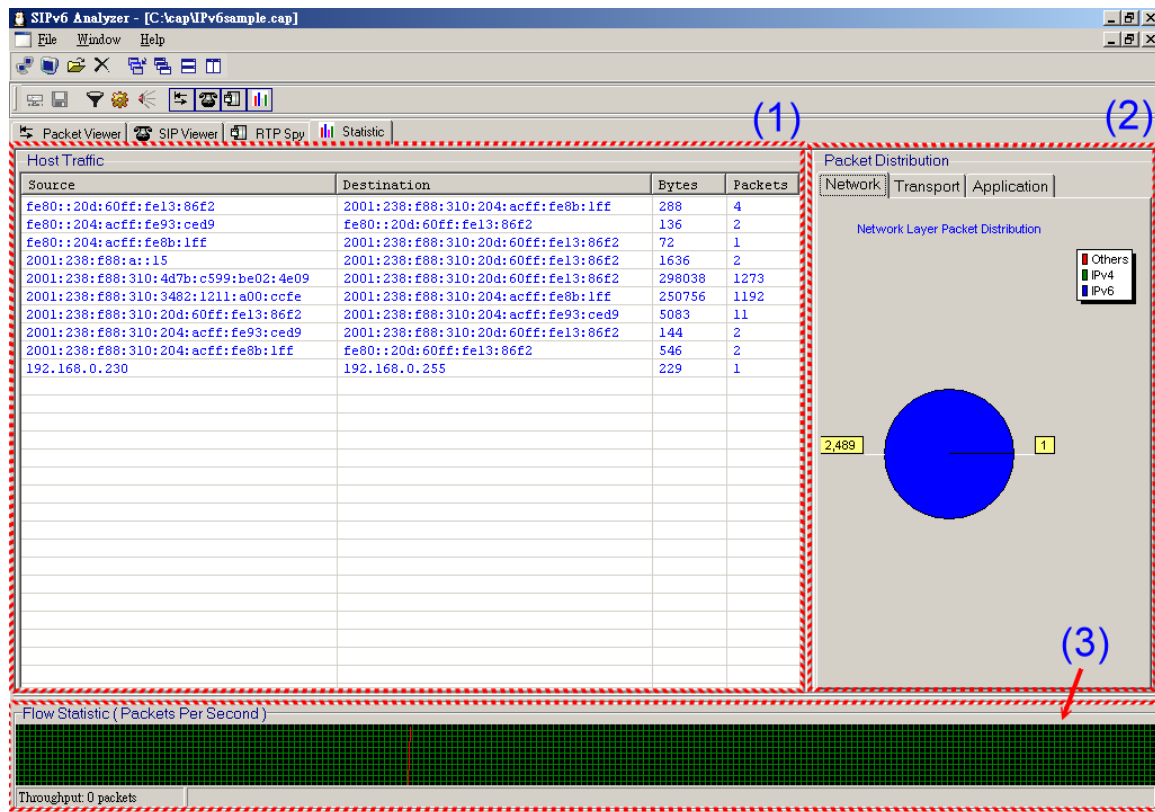 SIPv6 Analyzer - [C:\cap\IPv6sample.cap]
File Window Help
Packet Viewer SIP Viewer RTP Spy Statistic
(1)
(2)
Host Traffic
Source Destination Bytes Packets
fe80::20d:60ff:fe13:86f2 2001:238:f88:310:204:acff:fe8b:1ff 288 4
fe80::204:acff:fe93:ced9 fe80::20d:60ff:fe13:86f2 136 2
fe80::204:acff:fe8b:1ff 2001:238:f88:310:20d:60ff:fe13:86f2 72 1
2001:238:f88:a::15 2001:238:f88:310:20d:60ff:fe13:86f2 1636 2
2001:238:f88:310:4d7b:c599:be02:4e09 2001:238:f88:310:20d:60ff:fe13:86f2 298038 1273
2001:238:f88:310:3482:1211:a00:ccfe 2001:238:f88:310:204:acff:fe8b:1ff 250756 1192
2001:238:f88:310:20d:60ff:fe13:86f2 2001:238:f88:310:204:acff:fe93:ced9 5083 11
2001:238:f88:310:204:acff:fe93:ced9 2001:238:f88:310:20d:60ff:fe13:86f2 144 2
2001:238:f88:310:204:acff:fe8b:1ff fe80::20d:60ff:fe13:86f2 546 2
192.168.0.230 192.168.0.255 229 1
Packet Distribution
Network Transport Application
Network Layer Packet Distribution
Others
IPv4
IPv6
2,489
1
(3)
Flow Statistic ( Packets Per Second )
Throughput: 0 packets